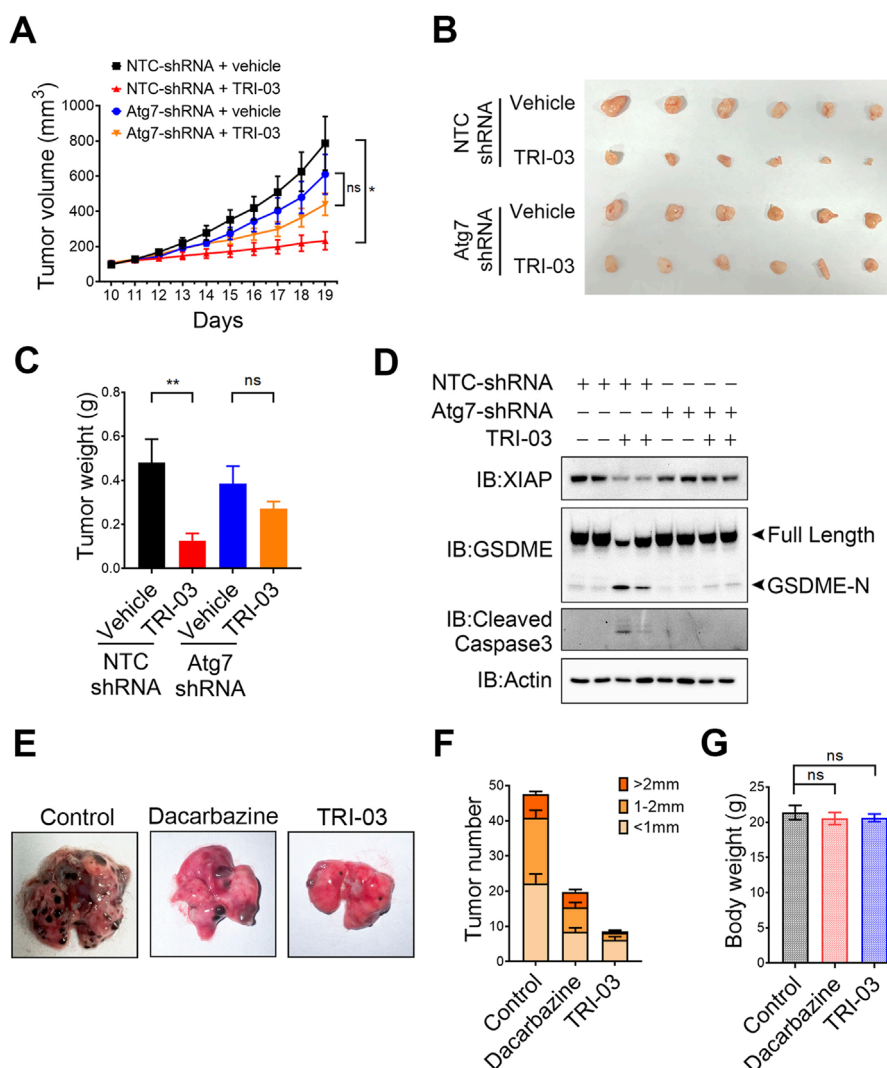 A
NTC-shRNA + vehicle
NTC-shRNA + TRI-03
Atg7-shRNA + vehicle
Atg7-shRNA + TRI-03
Tumor volume (mm³)
1000
800
600
400
200
0
ns
*
10 11 12 13 14 15 16 17 18 19
Days
B
NTC
shRNA
Vehicle
TRI-03
Atg7
shRNA
Vehicle
TRI-03
C
Tumor weight (g)
0.8
0.6
0.4
0.2
0.0
**
ns
Vehicle
TRI-03
Vehicle
TRI-03
NTC
shRNA
Atg7
shRNA
D
NTC-shRNA + + + + − − − −
Atg7-shRNA − − − − + + + +
TRI-03 − − + + − − + +
IB:XIAP
IB:GSDME
Full Length
GSDME-N
IB:Cleaved
Caspase3
IB:Actin
E
Control
Dacarbazine
TRI-03
F
Tumor number
50
40
30
20
10
0
>2mm
1-2mm
<1mm
Control
Dacarbazine
TRI-03
G
Body weight (g)
25
20
15
10
5
0
ns
ns
Control
Dacarbazine
TRI-03